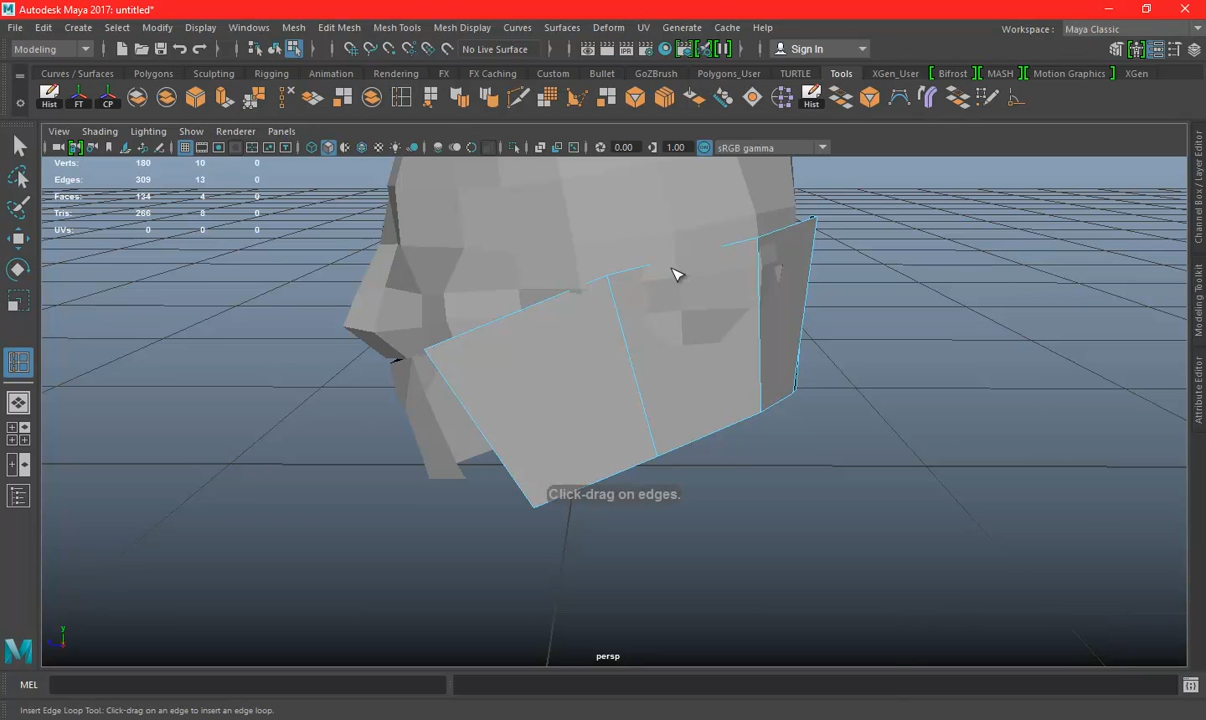 Autodesk Maya 2017: untitled*
File Edit Create Select Modify Display Windows Mesh Edit Mesh Mesh Tools Mesh Display Curves Surfaces Deform UV Generate Cache Help
Workspace: Maya Classic
Modeling No Live Surface Sign In
Curves / Surfaces Polygons Sculpting Rigging Animation Rendering FX FX Caching Custom Bullet GoZBrush Polygons_User TURTLE Tools XGen_User Bifrost MASH Motion Graphics XGen
Hist FT CP Hist
View Shading Lighting Show Renderer Panels
0.00 1.00 sRGB gamma
Verts: 180 10 0
Edges: 309 13 0
Faces: 134 4 0
Tris: 266 8 0
UVs: 0 0 0
Channel Box / Layer Editor
Modeling Toolkit
Attribute Editor
Click-drag on edges.
y
persp
MEL
Insert Edge Loop Tool: Click-drag on an edge to insert an edge loop.